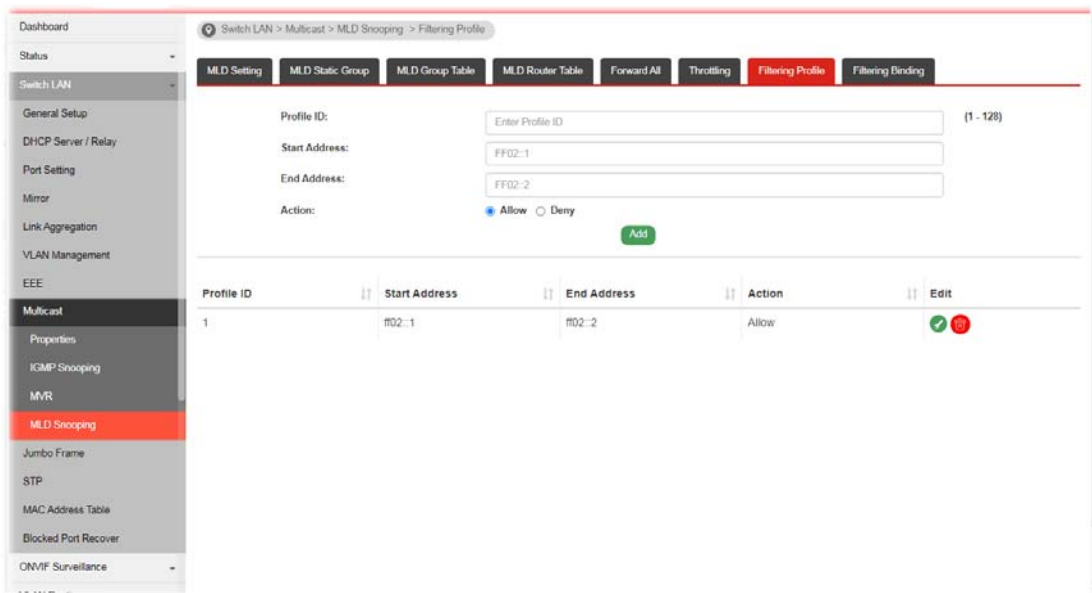 Dashboard
Switch LAN > Multicast > MLD Snooping > Filtering Profile
Status
Switch LAN
General Setup
DHCP Server / Relay
Port Setting
Mirror
Link Aggregation
VLAN Management
EEE
Multicast
Properties
IGMP Snooping
MVR
MLD Snooping
Jumbo Frame
STP
MAC Address Table
Blocked Port Recover
ONVIF Surveillance
MLD Setting MLD Static Group MLD Group Table MLD Router Table Forward All Throttling Filtering Profile Filtering Binding
Profile ID: Enter Profile ID (1 - 128)
Start Address: FF02::1
End Address: FF02::2
Action: Allow Deny
Add
Profile ID Start Address End Address Action Edit
1 ff02::1 ff02::2 Allow